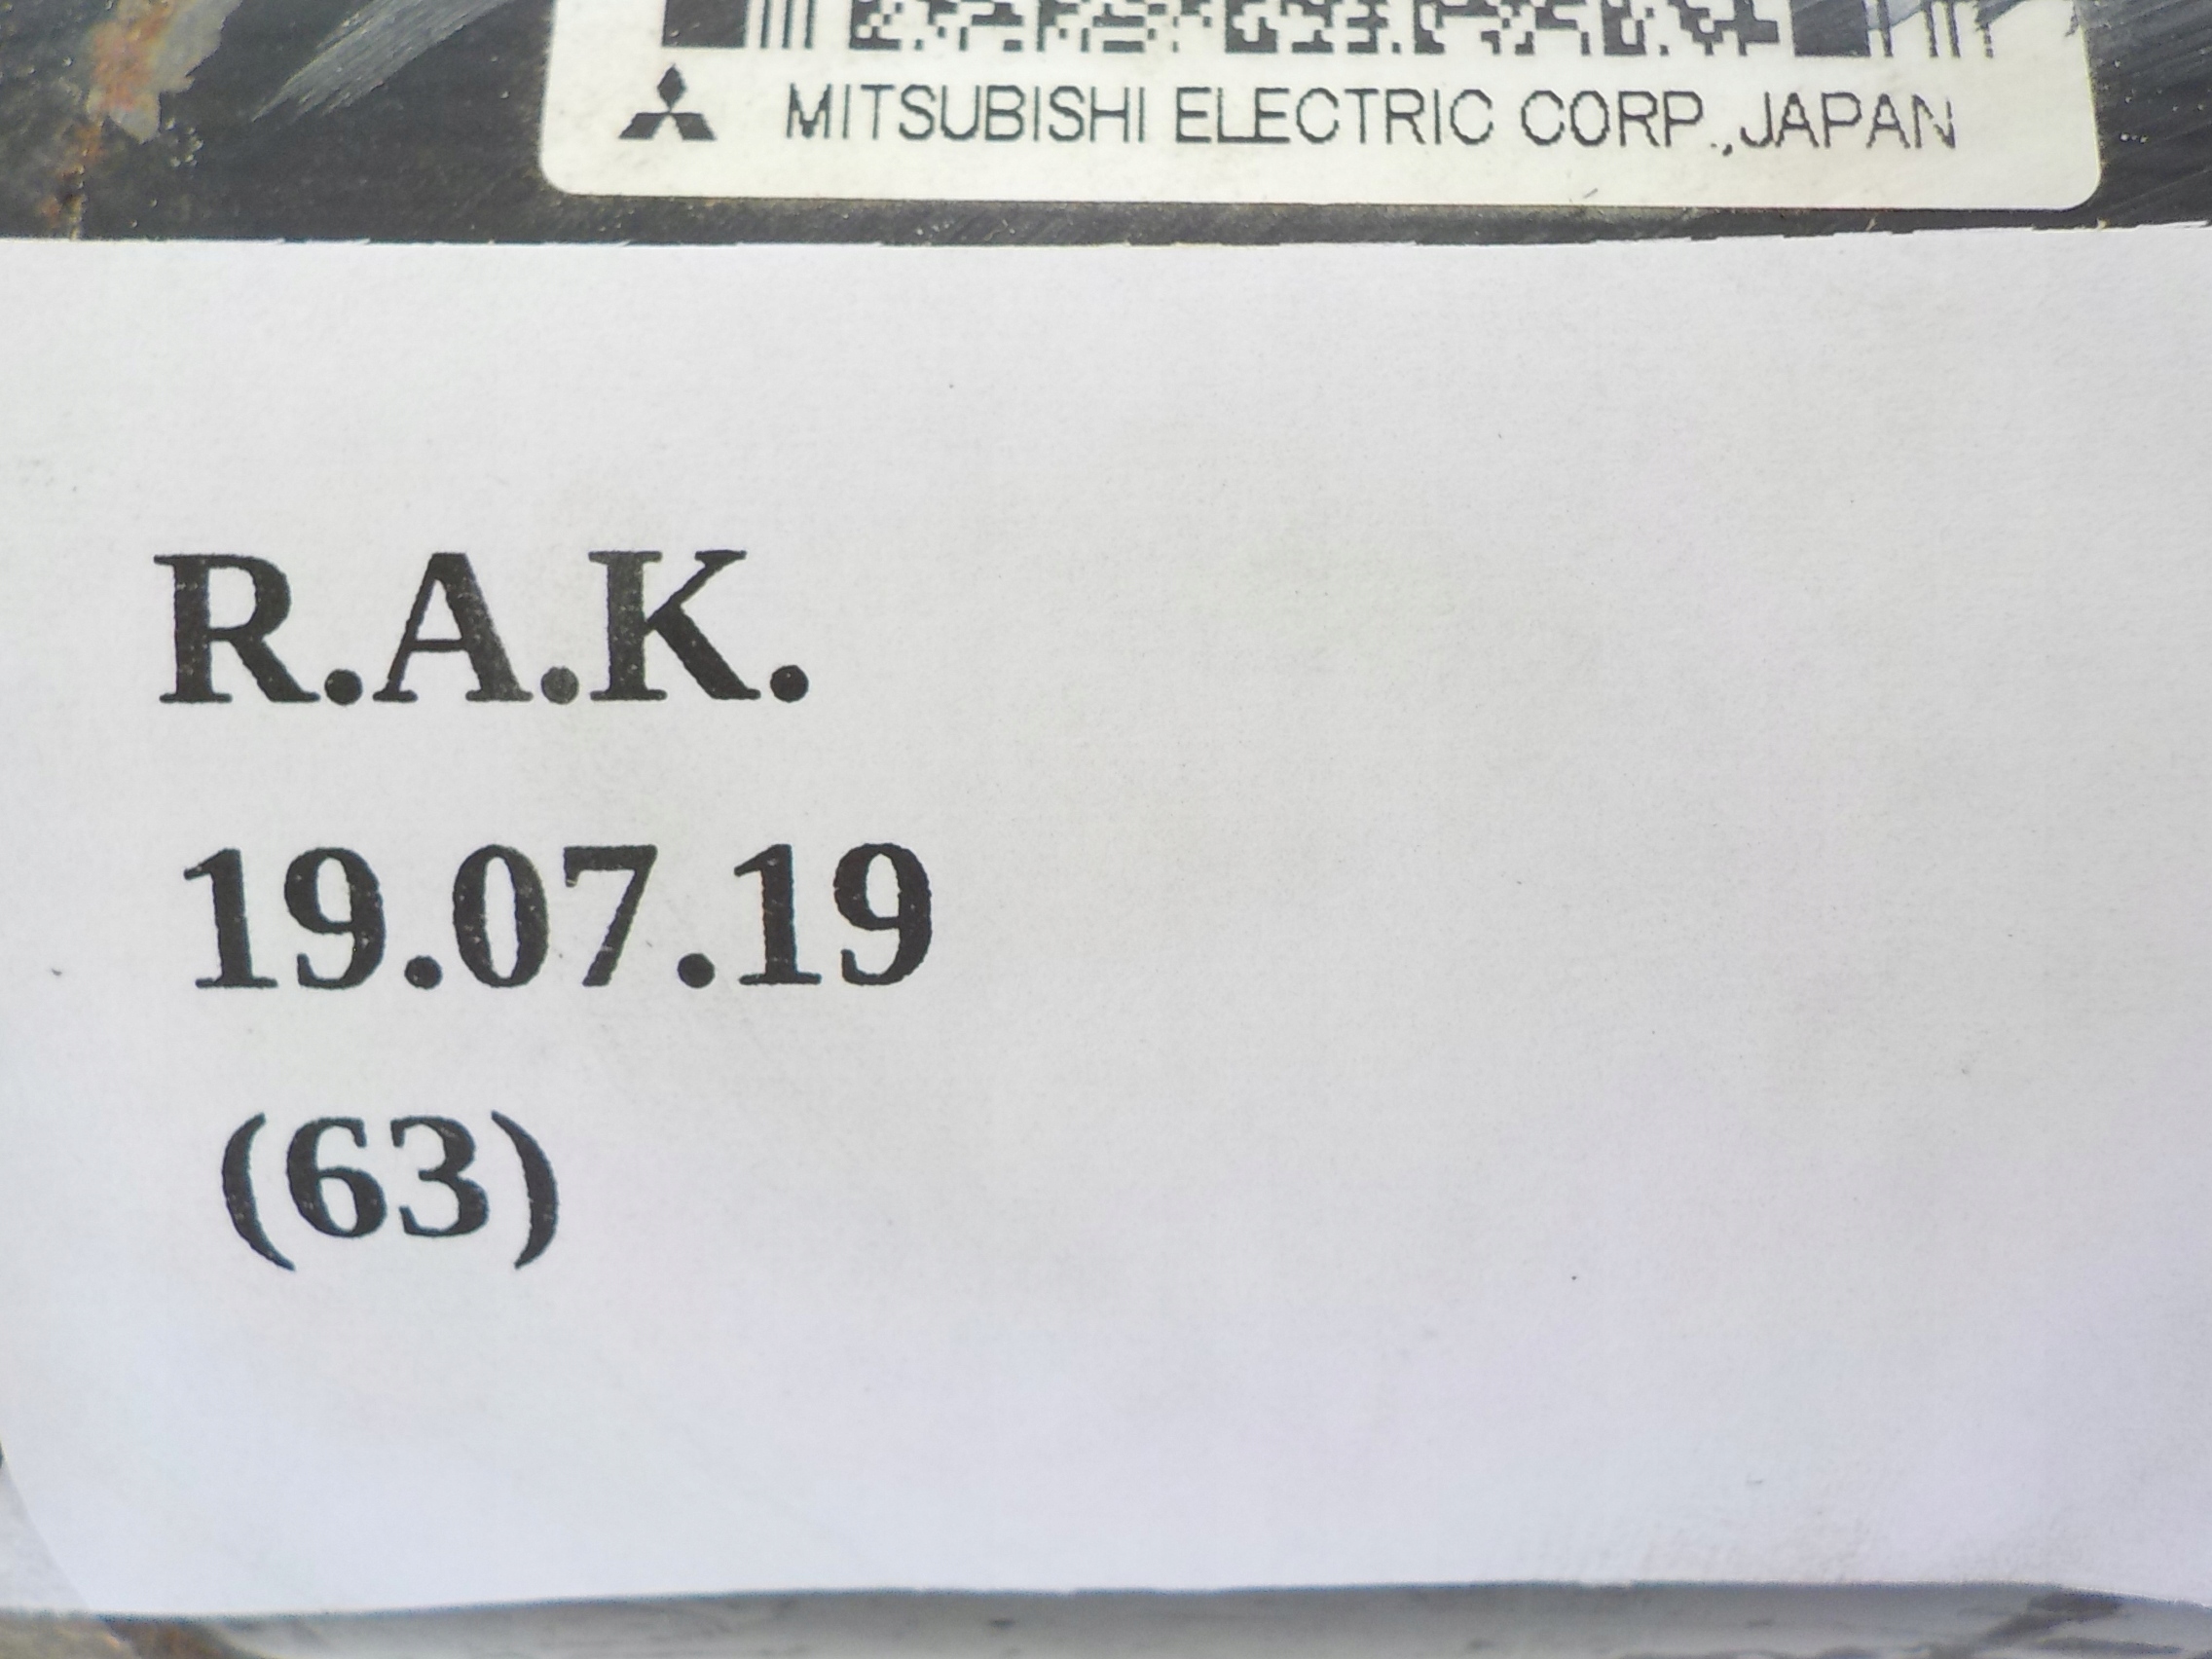 MITSUBISHI ELECTRIC CORP.,JAPAN
R.A.K.
19.07.19
(63)